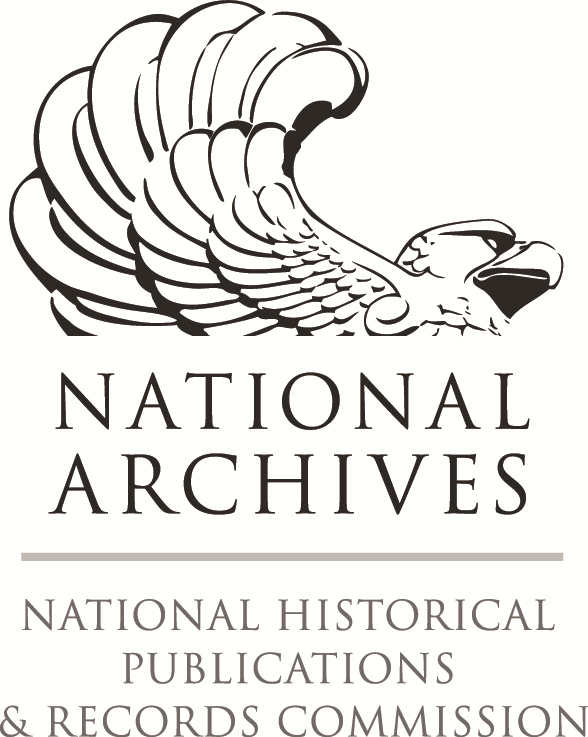 NATIONAL
ARCHIVES
NATIONAL HISTORICAL
PUBLICATIONS
& RECORDS COMMISSION